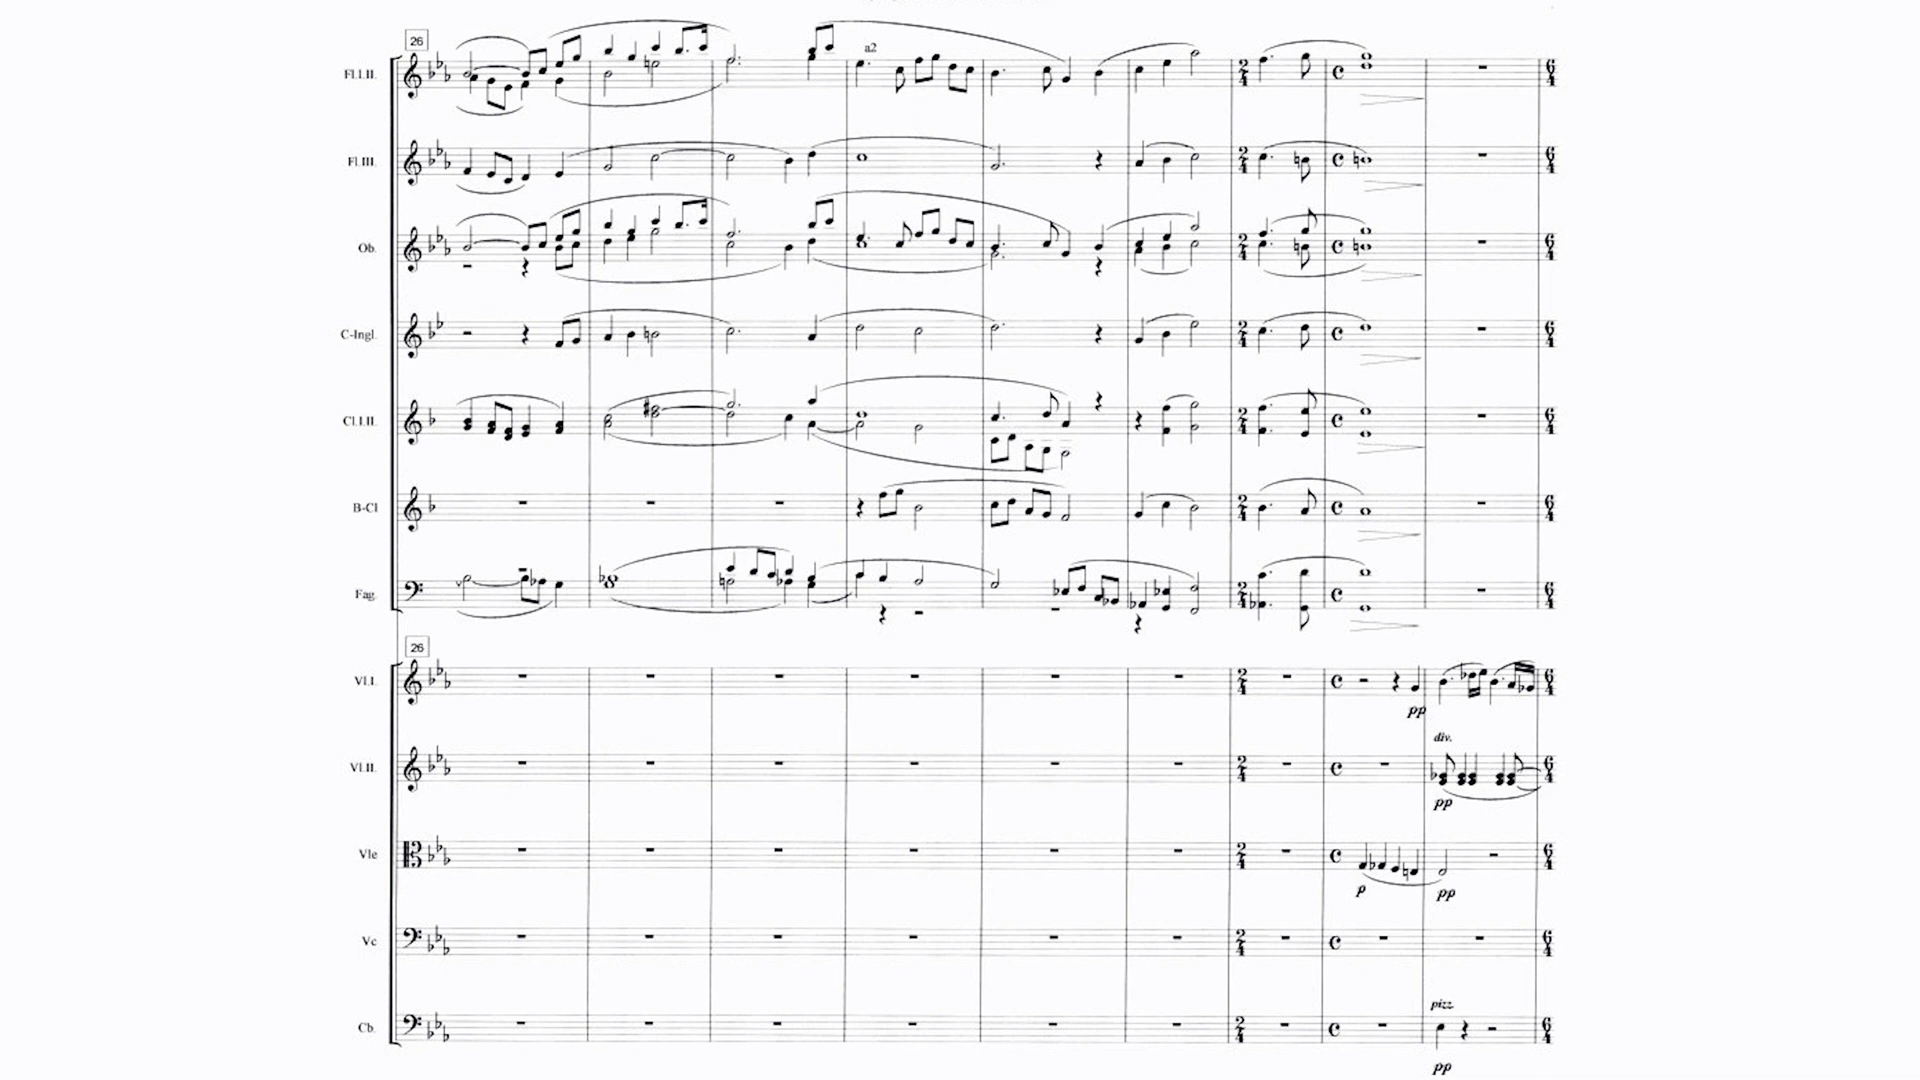 26
Fl.I.II.
a2
Fl.III.
Ob.
C-Ingl.
Cl.I.II.
B-Cl
Fag.
26
Vl.I.
pp
div.
Vl.II.
pp
Vle
p pp
Vc
pizz.
Cb.
pp